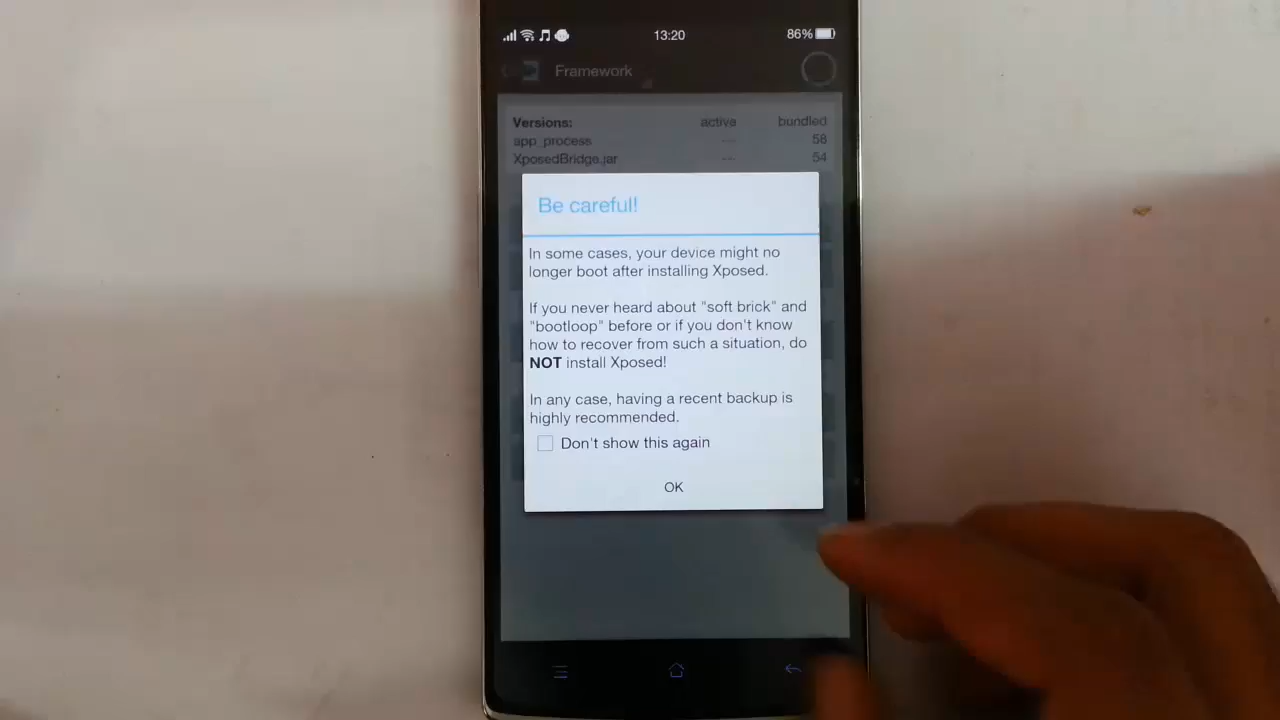 13:20
86%
Framework
Versions: active bundled
app_process --- 58
XposedBridge.jar --- 54
Be careful!
In some cases, your device might no
longer boot after installing Xposed.
If you never heard about "soft brick" and
"bootloop" before or if you don't know
how to recover from such a situation, do
NOT install Xposed!
In any case, having a recent backup is
highly recommended.
Don't show this again
OK